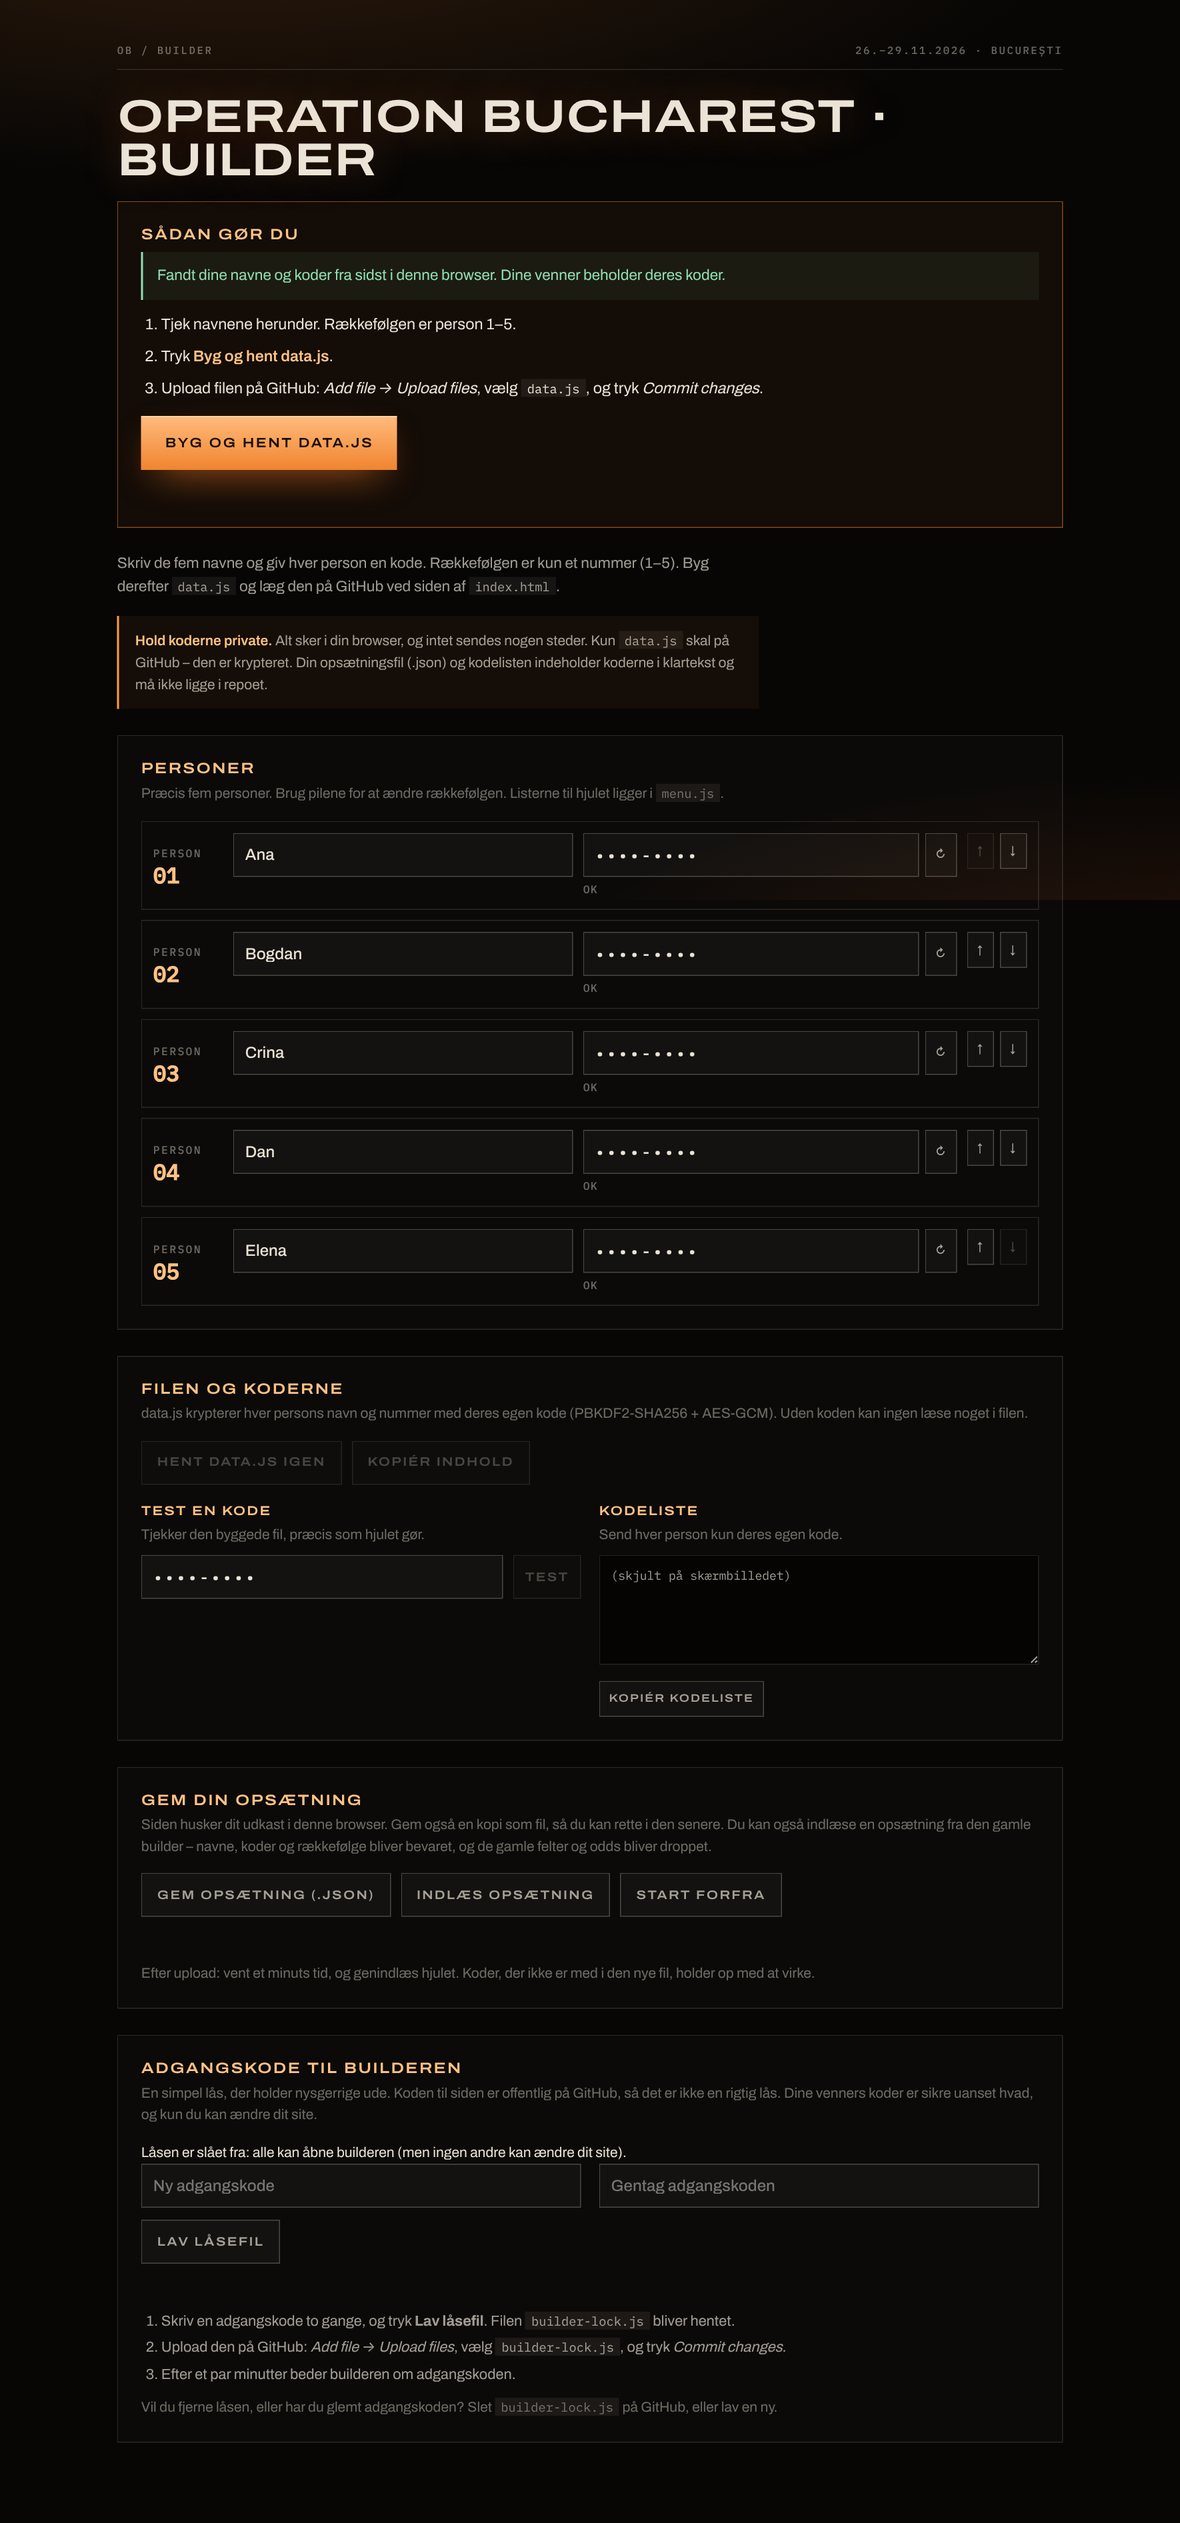 OB / BUILDER
26.–29.11.2026 · BUCUREȘTI
OPERATION BUCHAREST ·
BUILDER
SÅDAN GØR DU
Fandt dine navne og koder fra sidst i denne browser. Dine venner beholder deres koder.
1. Tjek navnene herunder. Rækkefølgen er person 1–5.
2. Tryk Byg og hent data.js.
3. Upload filen på GitHub: Add file → Upload files, vælg data.js, og tryk Commit changes.
BYG OG HENT DATA.JS
Skriv de fem navne og giv hver person en kode. Rækkefølgen er kun et nummer (1–5). Byg
derefter data.js og læg den på GitHub ved siden af index.html.
Hold koderne private. Alt sker i din browser, og intet sendes nogen steder. Kun data.js skal på
GitHub – den er krypteret. Din opsætningsfil (.json) og kodelisten indeholder koderne i klartekst og
må ikke ligge i repoet.
PERSONER
Præcis fem personer. Brug pilene for at ændre rækkefølgen. Listerne til hjulet ligger i menu.js.
PERSON
01
Ana
••••-••••
↻ ↑ ↓
OK
PERSON
02
Bogdan
••••-••••
↻ ↑ ↓
OK
PERSON
03
Crina
••••-••••
↻ ↑ ↓
OK
PERSON
04
Dan
••••-••••
↻ ↑ ↓
OK
PERSON
05
Elena
••••-••••
↻ ↑ ↓
OK
FILEN OG KODERNE
data.js krypterer hver persons navn og nummer med deres egen kode (PBKDF2-SHA256 + AES-GCM). Uden koden kan ingen læse noget i filen.
HENT DATA.JS IGEN
KOPIÉR INDHOLD
TEST EN KODE
Tjekker den byggede fil, præcis som hjulet gør.
••••-••••
TEST
KODELISTE
Send hver person kun deres egen kode.
(skjult på skærmbilledet)
KOPIÉR KODELISTE
GEM DIN OPSÆTNING
Siden husker dit udkast i denne browser. Gem også en kopi som fil, så du kan rette i den senere. Du kan også indlæse en opsætning fra den gamle
builder – navne, koder og rækkefølge bliver bevaret, og de gamle felter og odds bliver droppet.
GEM OPSÆTNING (.JSON)
INDLÆS OPSÆTNING
START FORFRA
Efter upload: vent et minuts tid, og genindlæs hjulet. Koder, der ikke er med i den nye fil, holder op med at virke.
ADGANGSKODE TIL BUILDEREN
En simpel lås, der holder nysgerrige ude. Koden til siden er offentlig på GitHub, så det er ikke en rigtig lås. Dine venners koder er sikre uanset hvad,
og kun du kan ændre dit site.
Låsen er slået fra: alle kan åbne builderen (men ingen andre kan ændre dit site).
Ny adgangskode
Gentag adgangskoden
LAV LÅSEFIL
1. Skriv en adgangskode to gange, og tryk Lav låsefil. Filen builder-lock.js bliver hentet.
2. Upload den på GitHub: Add file → Upload files, vælg builder-lock.js, og tryk Commit changes.
3. Efter et par minutter beder builderen om adgangskoden.
Vil du fjerne låsen, eller har du glemt adgangskoden? Slet builder-lock.js på GitHub, eller lav en ny.